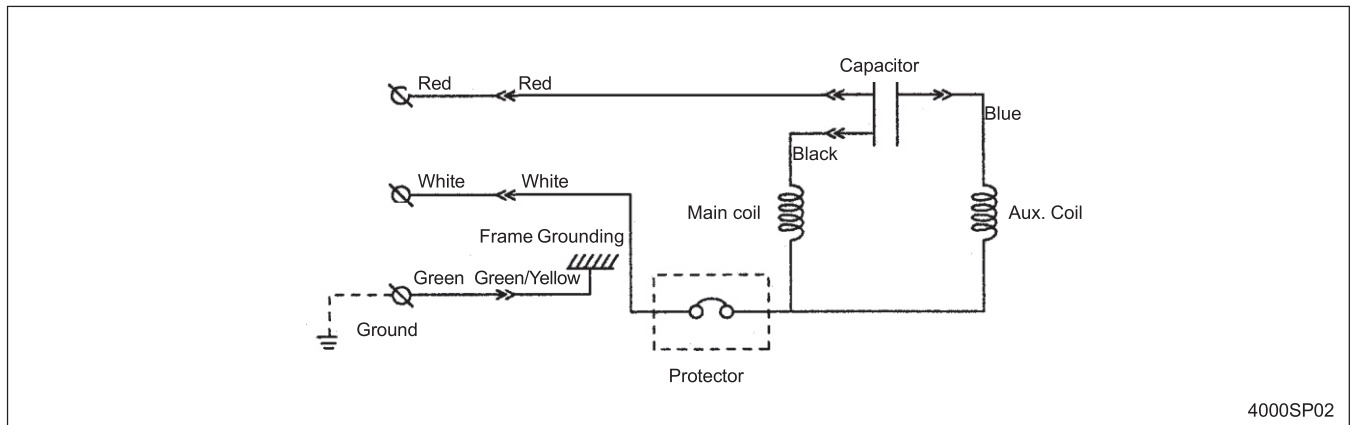 Capacitor
Red Red
Blue
Black
White White
Main coil
Aux. Coil
Frame Grounding
Green Green/Yellow
Ground
Protector
4000SP02